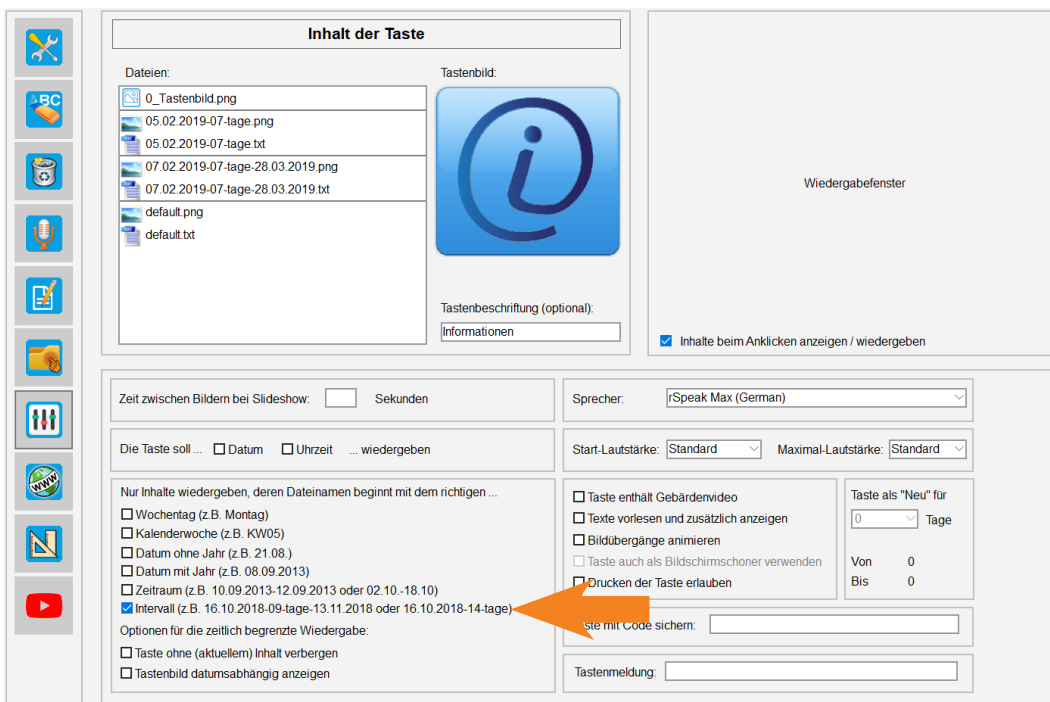 Inhalt der Taste
Dateien:
Tastenbild:
0_Tastenbild.png
05.02.2019-07-tage.png
05.02.2019-07-tage.txt
07.02.2019-07-tage-28.03.2019.png
07.02.2019-07-tage-28.03.2019.txt
default.png
default.txt
Tastenbeschriftung (optional):
Informationen
Wiedergabefenster
Inhalte beim Anklicken anzeigen / wiedergeben
ABC
WWW
Zeit zwischen Bildern bei Slideshow: Sekunden
Die Taste soll ... Datum Uhrzeit ... wiedergeben
Nur Inhalte wiedergeben, deren Dateinamen beginnt mit dem richtigen ...
Wochentag (z.B. Montag)
Kalenderwoche (z.B. KW05)
Datum ohne Jahr (z.B. 21.08.)
Datum mit Jahr (z.B. 08.09.2013)
Zeitraum (z.B. 10.09.2013-12.09.2013 oder 02.10.-18.10)
Intervall (z.B. 16.10.2018-09-tage-13.11.2018 oder 16.10.2018-14-tage)
Optionen für die zeitlich begrenzte Wiedergabe:
Taste ohne (aktuellem) Inhalt verbergen
Tastenbild datumsabhängig anzeigen
Sprecher: rSpeak Max (German)
Start-Lautstärke: Standard Maximal-Lautstärke: Standard
Taste enthält Gebärdenvideo
Texte vorlesen und zusätzlich anzeigen
Bildübergänge animieren
Taste auch als Bildschirmschoner verwenden
Drucken der Taste erlauben
Taste als "Neu" für
0 Tage
Von 0
Bis 0
mit Code sichern:
Tastenmeldung: